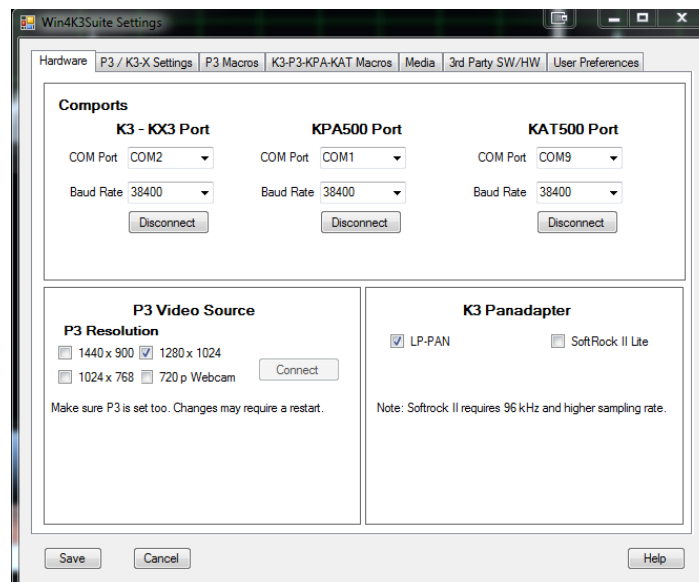 Win4K3Suite Settings
Hardware P3 / K3-X Settings P3 Macros K3-P3-KPA-KAT Macros Media 3rd Party SW/HW User Preferences
Comports
K3 - KX3 Port KPA500 Port KAT500 Port
COM Port COM2 COM Port COM1 COM Port COM9
Baud Rate 38400 Baud Rate 38400 Baud Rate 38400
Disconnect Disconnect Disconnect
P3 Video Source
P3 Resolution
1440 x 900 1280 x 1024
1024 x 768 720 p Webcam
Connect
Make sure P3 is set too. Changes may require a restart.
K3 Panadapter
LP-PAN SoftRock II Lite
Note: Softrock II requires 96 kHz and higher sampling rate.
Save Cancel Help